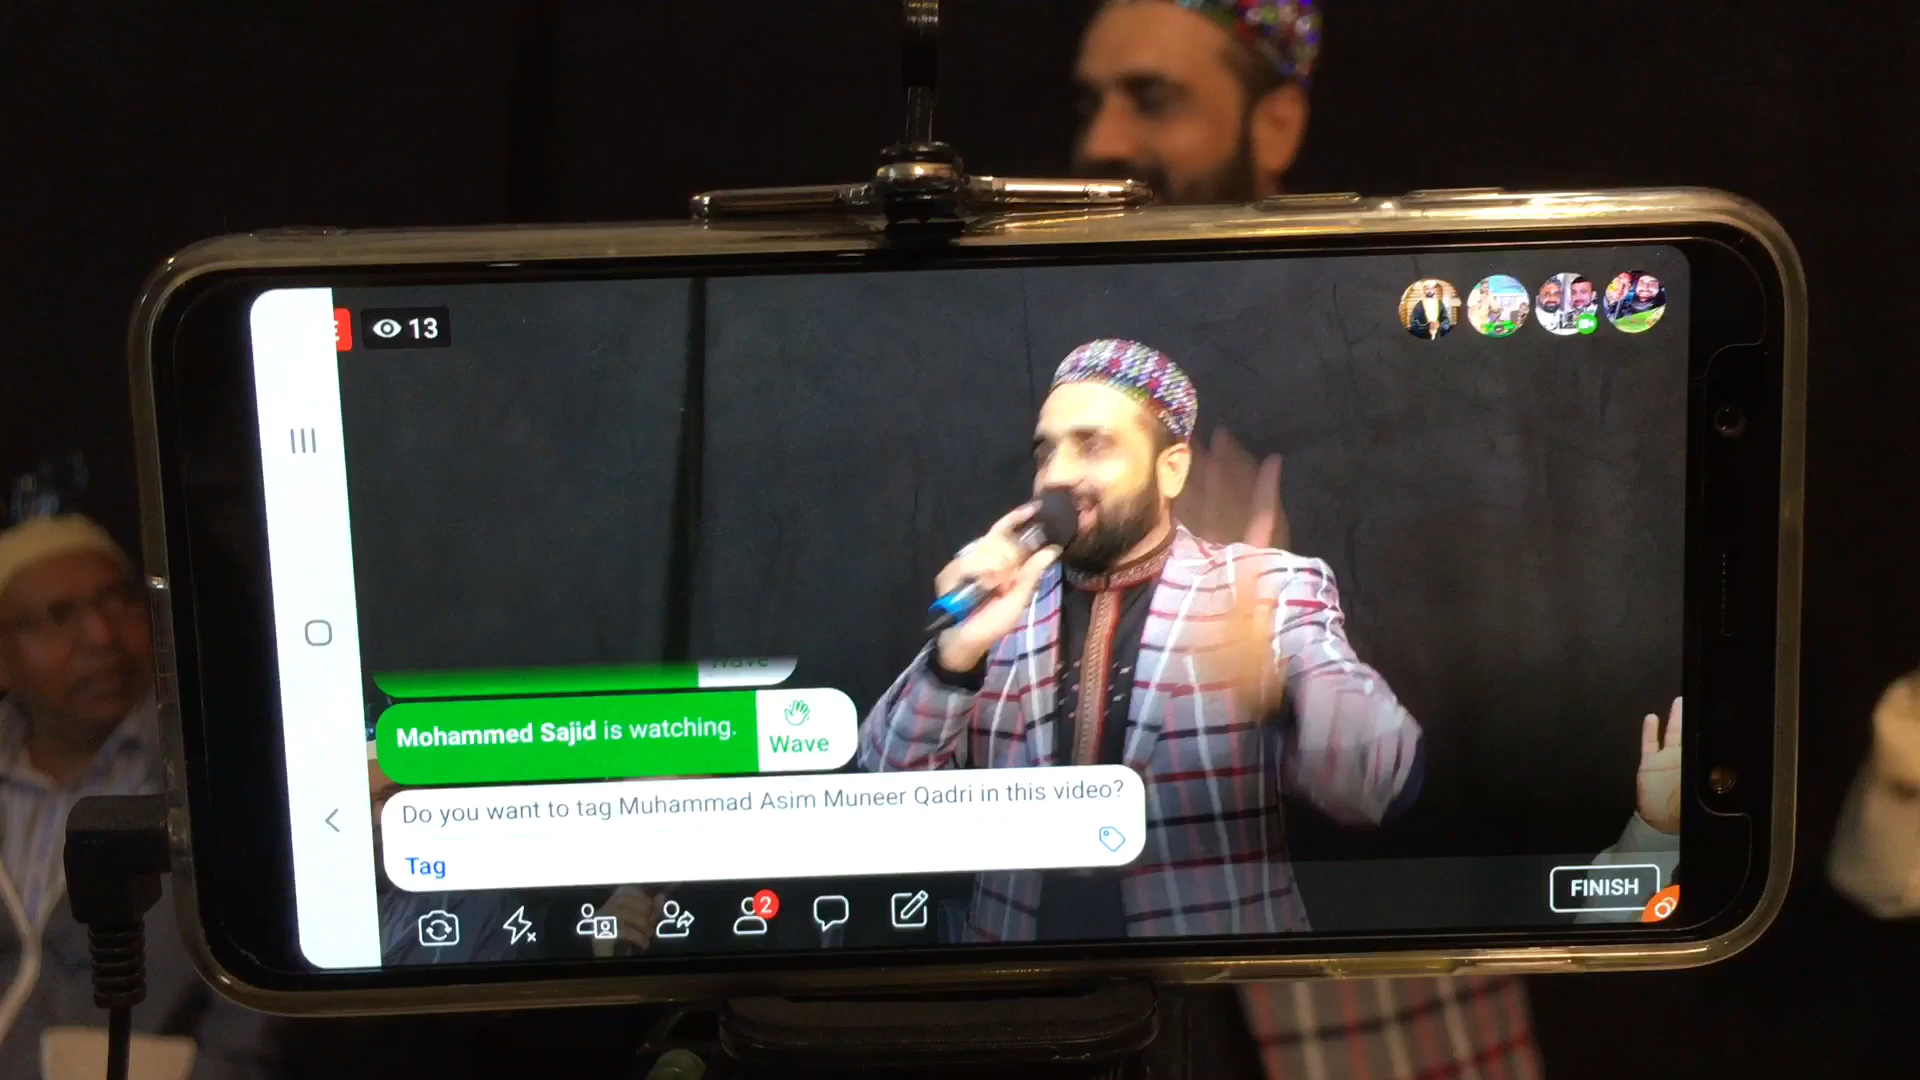 13
Mohammed Sajid is watching.
Wave
Do you want to tag Muhammad Asim Muneer Qadri in this video?
Tag
2
FINISH